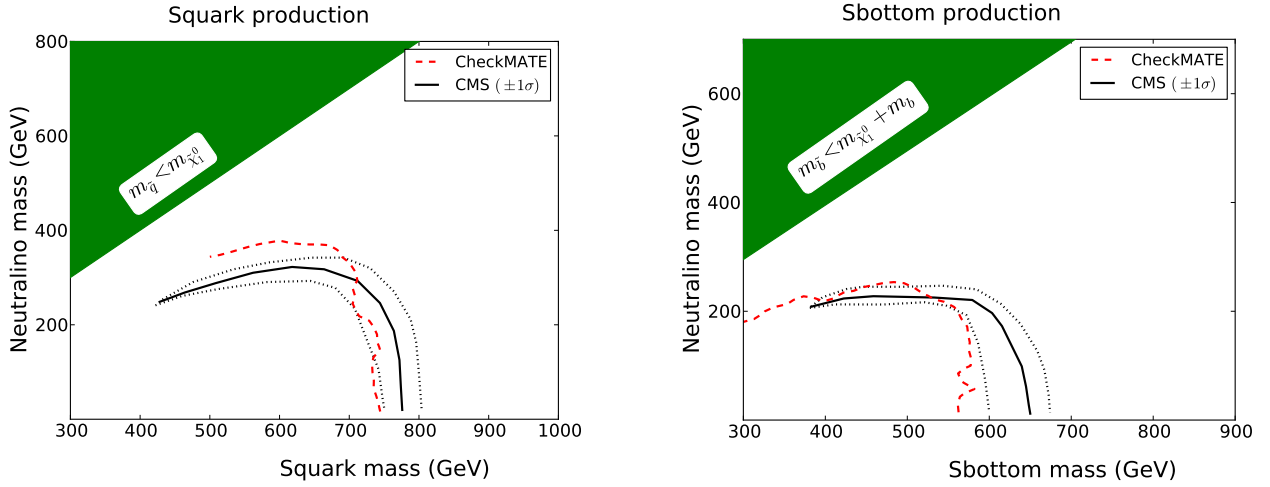 Squark production
Neutralino mass (GeV)
800
600
400
200
300 400 500 600 700 800 900 1000
Squark mass (GeV)
CheckMATE
CMS (±1σ)
m_q̃ < m_χ̃₁⁰
Sbottom production
Neutralino mass (GeV)
600
400
200
300 400 500 600 700 800 900
Sbottom mass (GeV)
CheckMATE
CMS (±1σ)
m_b̃ < m_χ̃₁⁰ + m_b